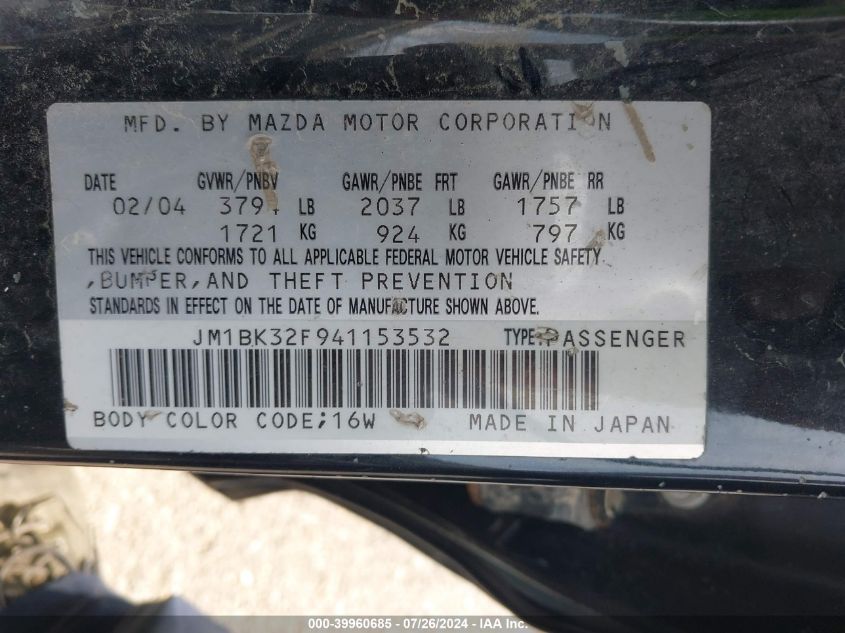 MFD. BY MAZDA MOTOR CORPORATION
DATE GVWR/PNBV GAWR/PNBE FRT GAWR/PNBE RR
02/04 3794 LB 2037 LB 1757 LB
1721 KG 924 KG 797 KG
THIS VEHICLE CONFORMS TO ALL APPLICABLE FEDERAL MOTOR VEHICLE SAFETY
,BUMPER,AND THEFT PREVENTION
STANDARDS IN EFFECT ON THE DATE OF MANUFACTURE SHOWN ABOVE.
JM1BK32F941153532 TYPE:PASSENGER
BODY COLOR CODE;16W MADE IN JAPAN
000-39960685 - 07/26/2024 - IAA Inc.